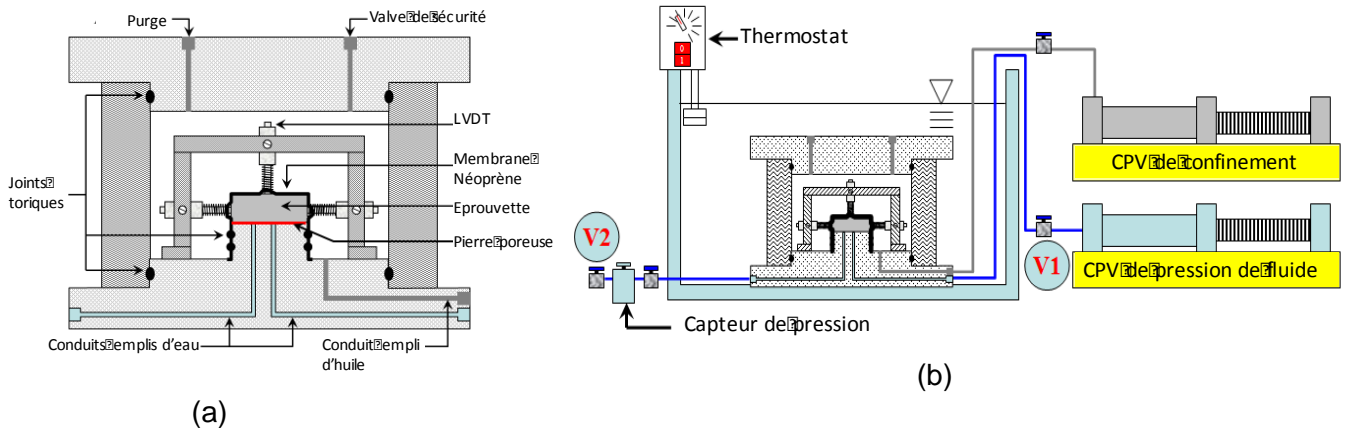 Purge
Valve de sécurité
LVDT
Membrane
Néoprène
Joints
toriques
Eprouvette
Pierre poreuse
Conduits emplis d'eau
Conduit empli
d'huile
(a)
0
1
Thermostat
CPV de confinement
V2
V1
CPV de pression de fluide
Capteur de pression
(b)